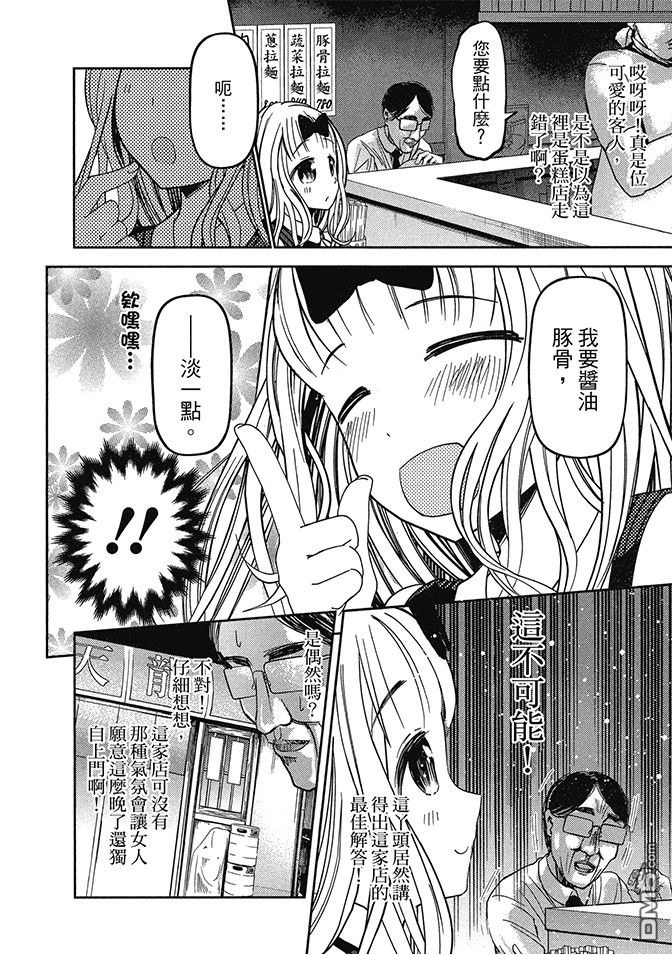 哎呀呀！真是位
可愛的客人，
是不是以為這
裡是蛋糕店走
錯了啊？
您要點什麼？
豚骨拉麵 780
蔬菜拉麵
蔥拉麵
呃……
我要醬油
豚骨，
——淡一點。
欸嘿嘿…
!!
這不可能！
這丫頭居然講
得出這家店的
最佳解答！
是偶然嗎？
不對！
仔細想想，
這家店可沒有
那種氣氛會讓女人
願意這麼晚了還獨
自上門啊！
天龍
DM5.COM